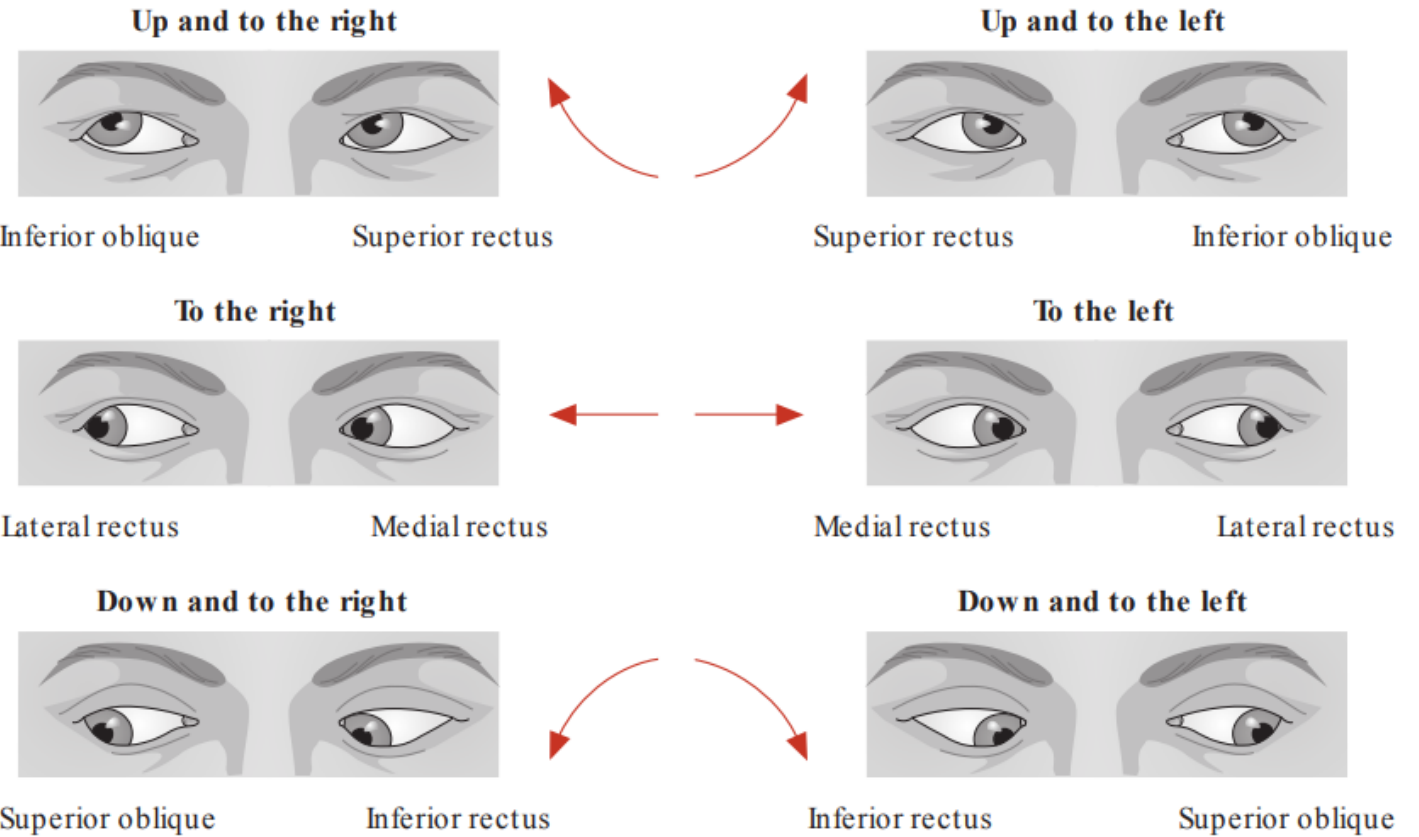 Up and to the right
Up and to the left
Inferior oblique
Superior rectus
Superior rectus
Inferior oblique
To the right
To the left
Lateral rectus
Medial rectus
Medial rectus
Lateral rectus
Down and to the right
Down and to the left
Superior oblique
Inferior rectus
Inferior rectus
Superior oblique